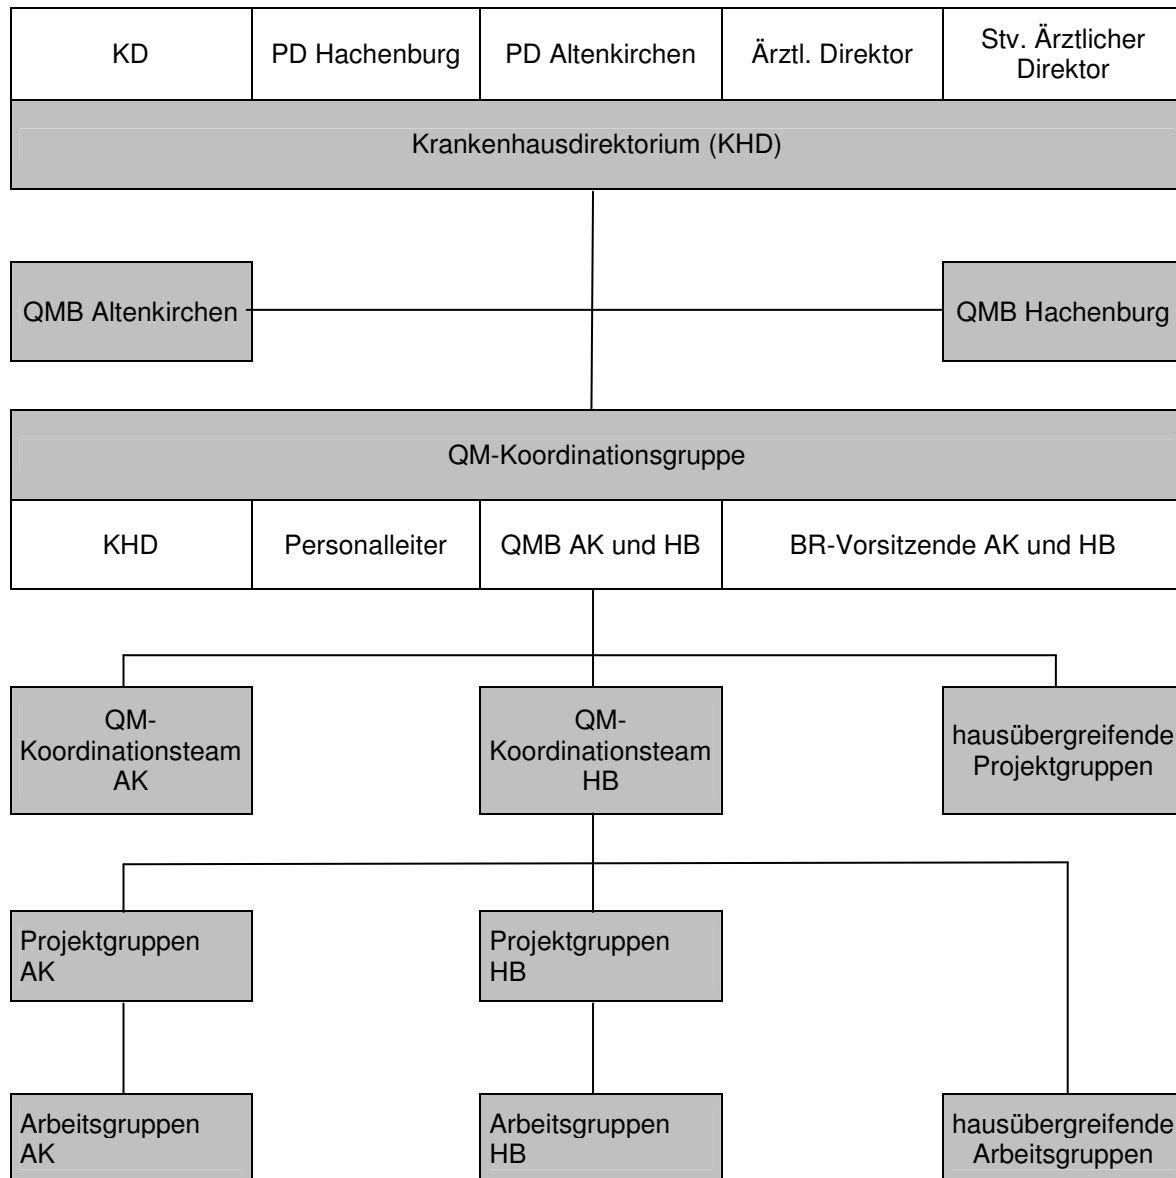 KD
PD Hachenburg
PD Altenkirchen
Ärztl. Direktor
Stv. Ärztlicher
Direktor
Krankenhausdirektorium (KHD)
QMB Altenkirchen
QMB Hachenburg
QM-Koordinationsgruppe
KHD
Personalleiter
QMB AK und HB
BR-Vorsitzende AK und HB
QM-
Koordinationsteam
AK
QM-
Koordinationsteam
HB
hausübergreifende
Projektgruppen
Projektgruppen
AK
Projektgruppen
HB
Arbeitsgruppen
AK
Arbeitsgruppen
HB
hausübergreifende
Arbeitsgruppen